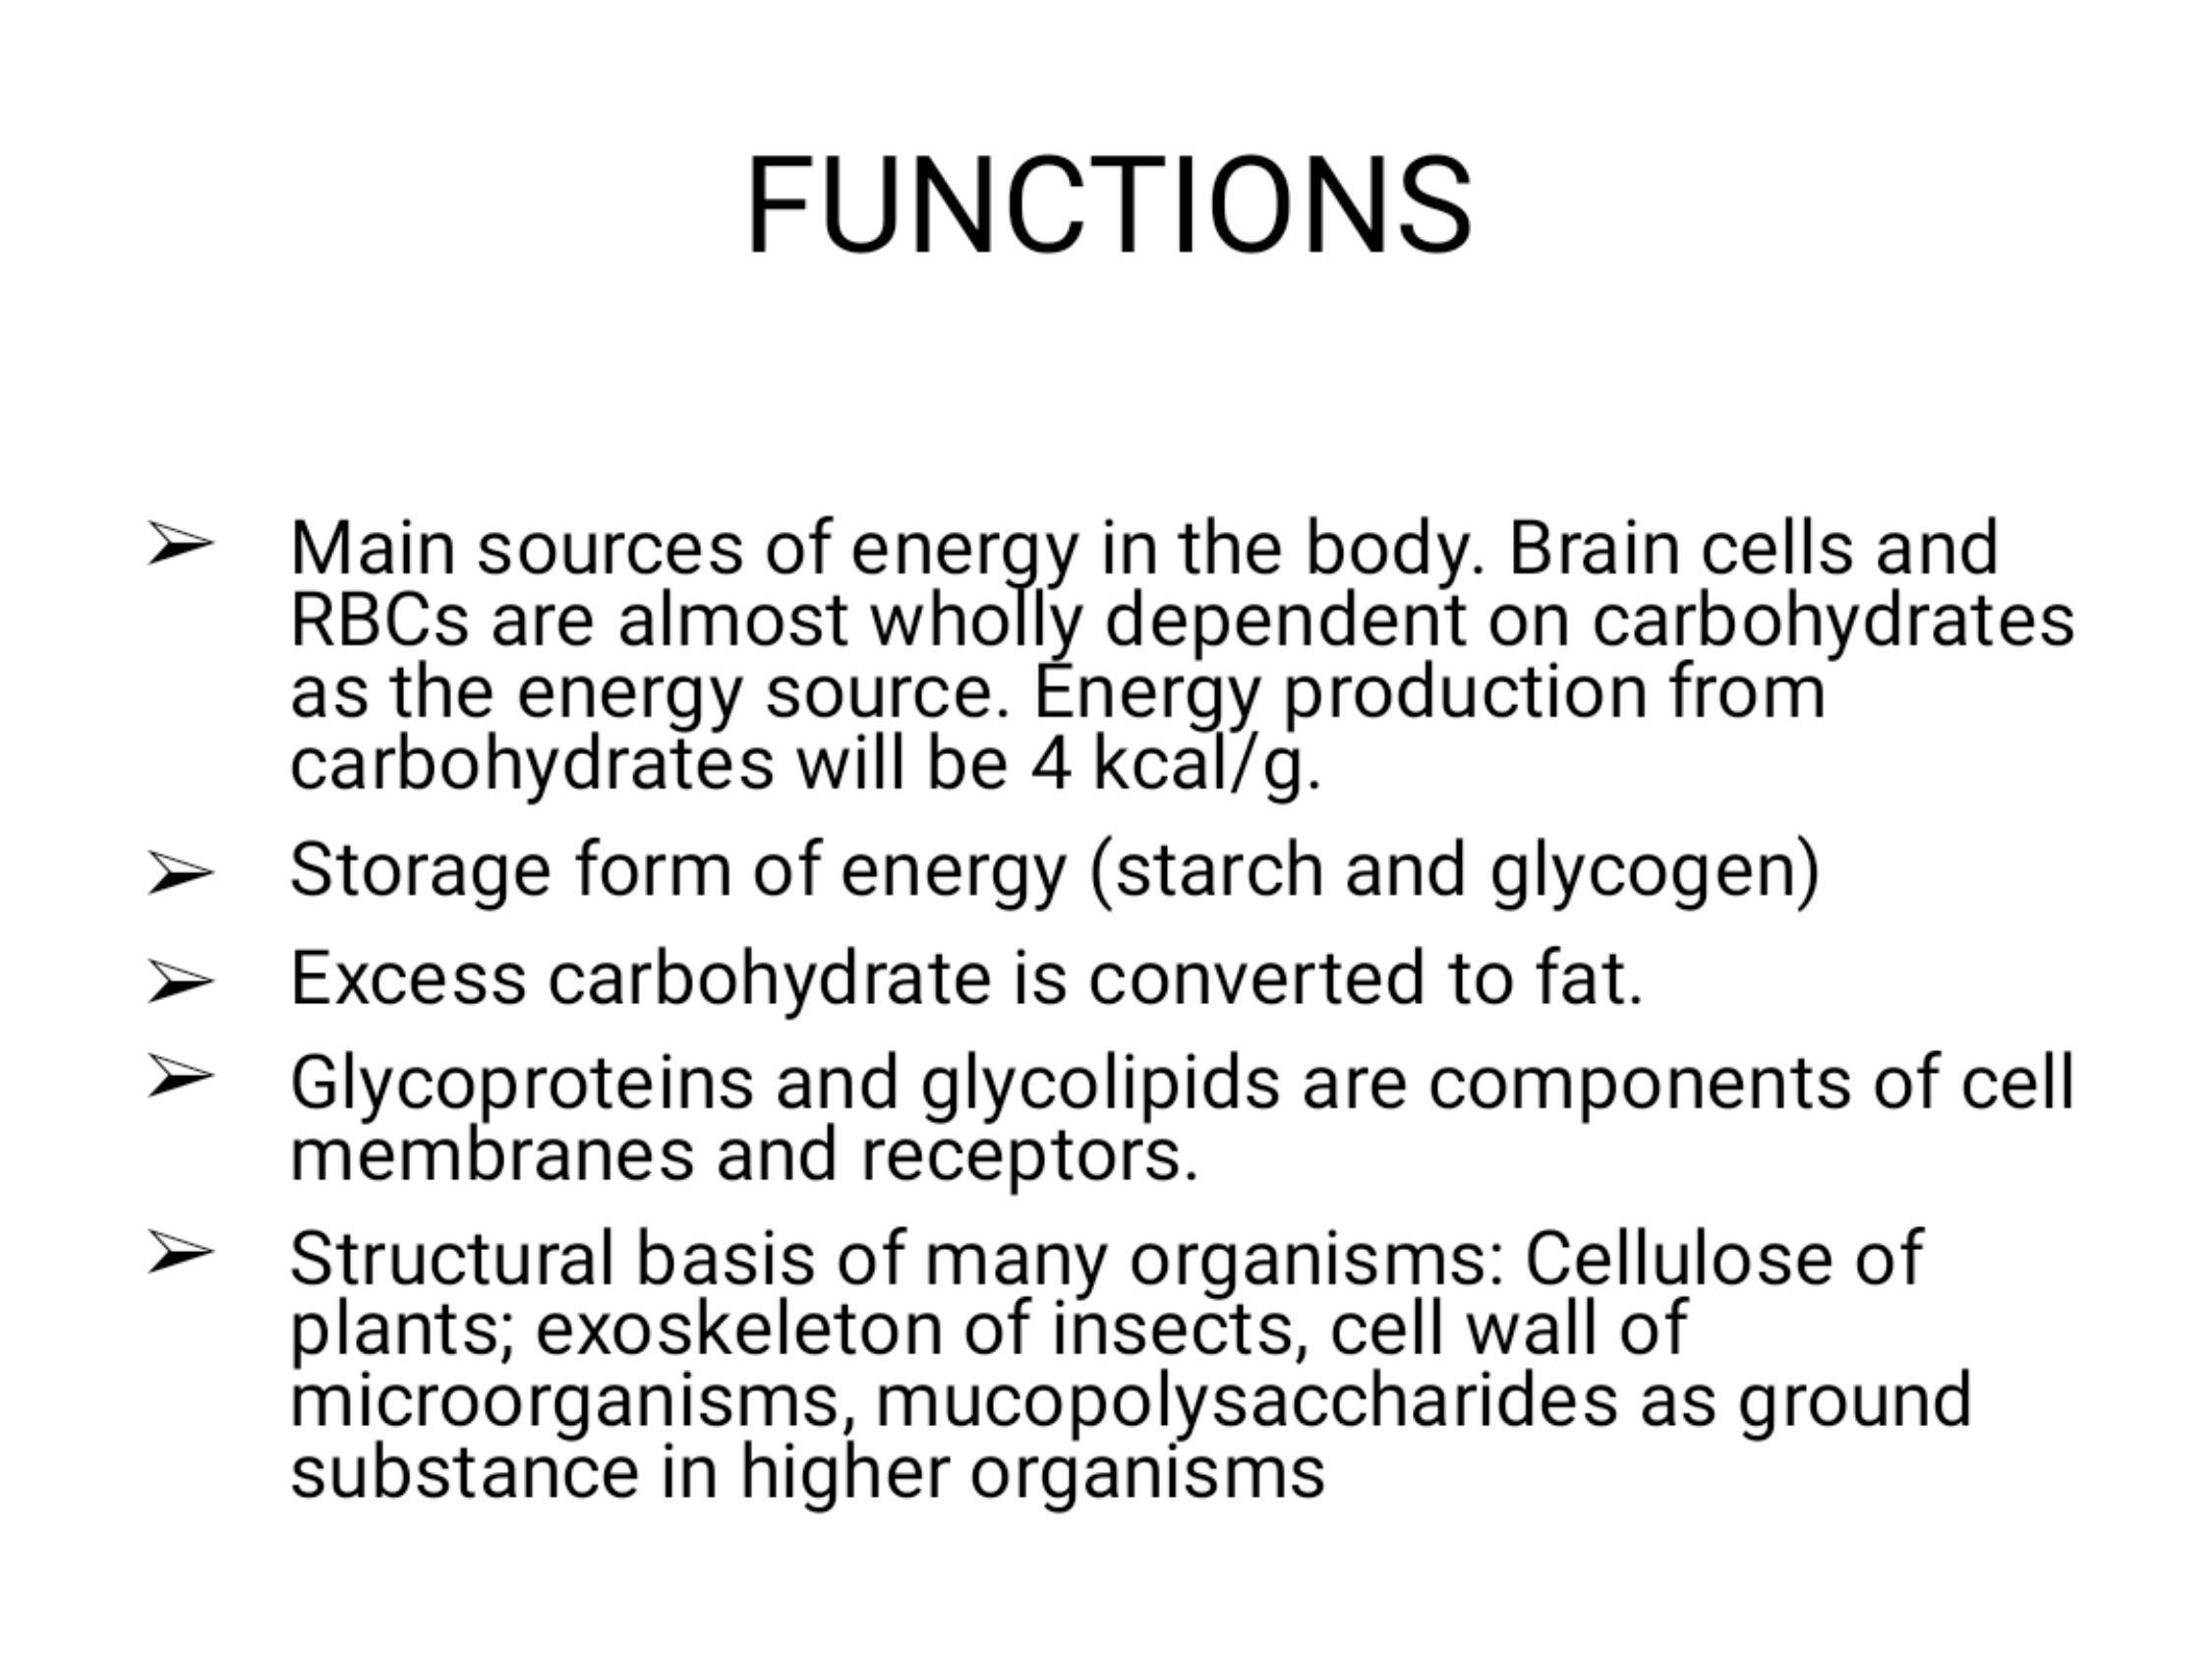 FUNCTIONS
➢ Main sources of energy in the body. Brain cells and
RBCs are almost wholly dependent on carbohydrates
as the energy source. Energy production from
carbohydrates will be 4 kcal/g.
➢ Storage form of energy (starch and glycogen)
➢ Excess carbohydrate is converted to fat.
➢ Glycoproteins and glycolipids are components of cell
membranes and receptors.
➢ Structural basis of many organisms: Cellulose of
plants; exoskeleton of insects, cell wall of
microorganisms, mucopolysaccharides as ground
substance in higher organisms